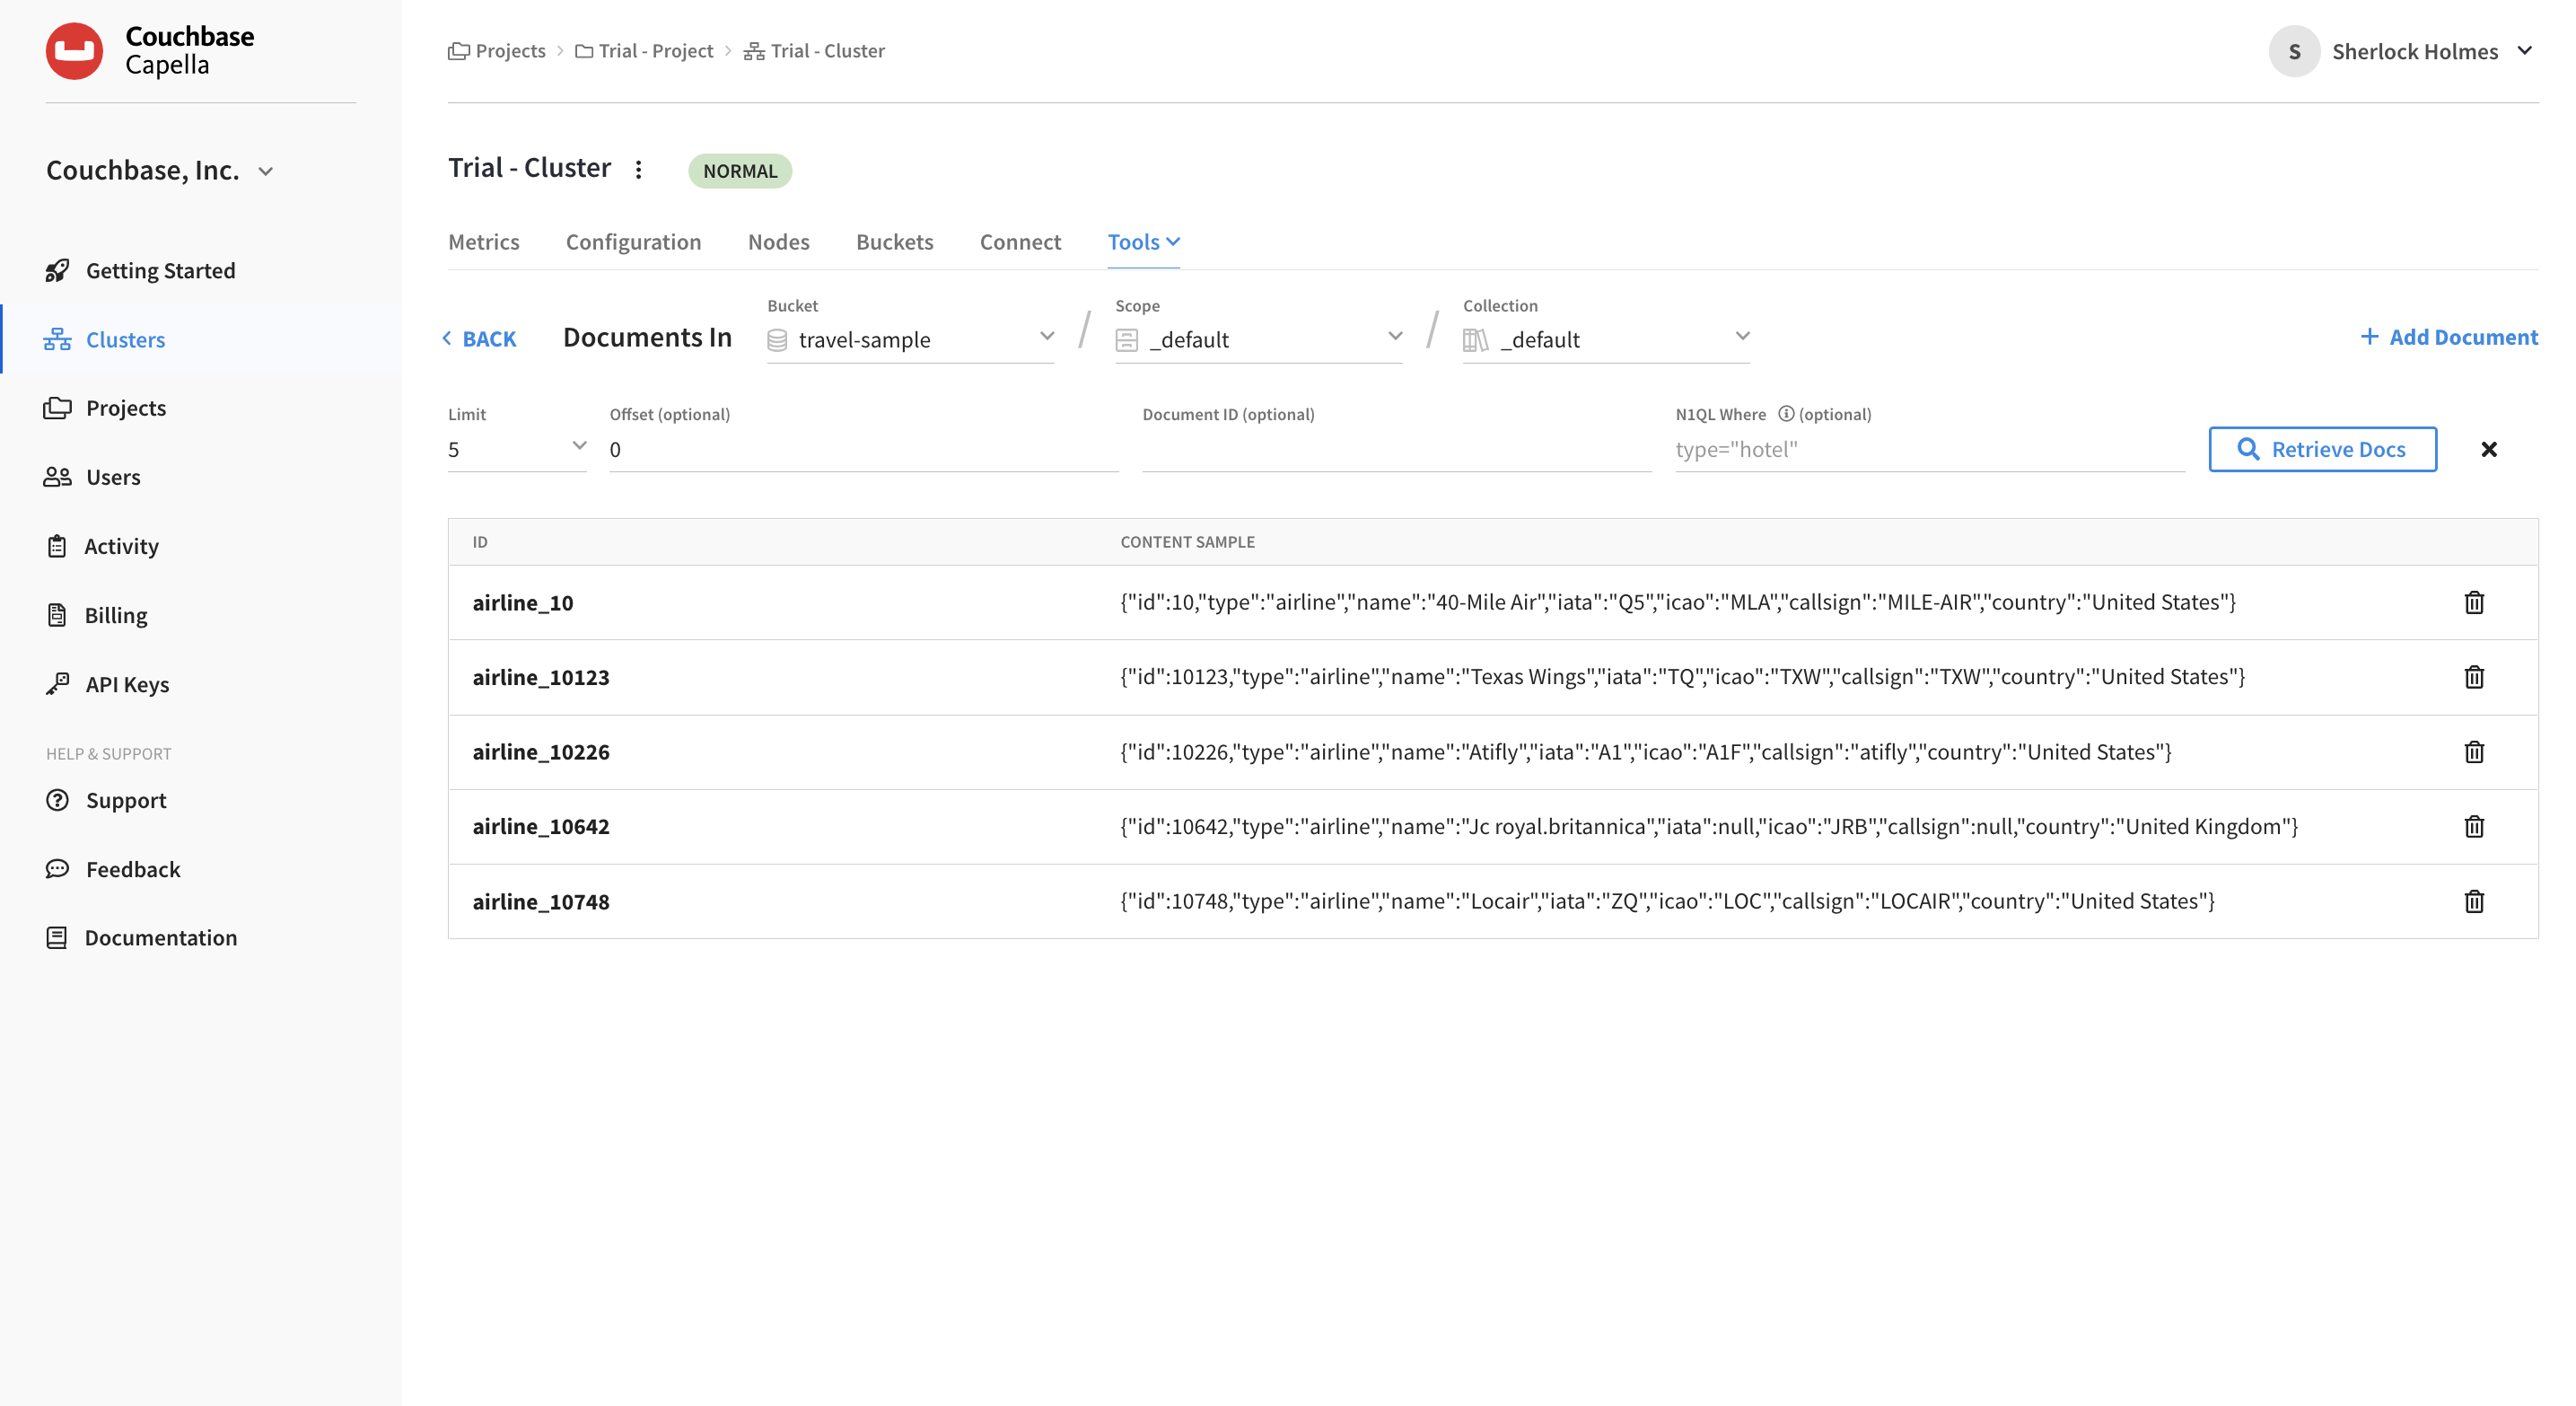 Couchbase
Capella
Projects > Trial - Project > Trial - Cluster
S Sherlock Holmes
Couchbase, Inc.
Getting Started
Clusters
Projects
Users
Activity
Billing
API Keys
HELP & SUPPORT
Support
Feedback
Documentation
Trial - Cluster
NORMAL
Metrics Configuration Nodes Buckets Connect Tools
BACK
Documents In
Bucket
travel-sample
/
Scope
_default
/
Collection
_default
+ Add Document
Limit
5
Offset (optional)
0
Document ID (optional)
N1QL Where (optional)
type="hotel"
Retrieve Docs
ID CONTENT SAMPLE
airline_10 {"id":10,"type":"airline","name":"40-Mile Air","iata":"Q5","icao":"MLA","callsign":"MILE-AIR","country":"United States"}
airline_10123 {"id":10123,"type":"airline","name":"Texas Wings","iata":"TQ","icao":"TXW","callsign":"TXW","country":"United States"}
airline_10226 {"id":10226,"type":"airline","name":"Atifly","iata":"A1","icao":"A1F","callsign":"atifly","country":"United States"}
airline_10642 {"id":10642,"type":"airline","name":"Jc royal.britannica","iata":null,"icao":"JRB","callsign":null,"country":"United Kingdom"}
airline_10748 {"id":10748,"type":"airline","name":"Locair","iata":"ZQ","icao":"LOC","callsign":"LOCAIR","country":"United States"}